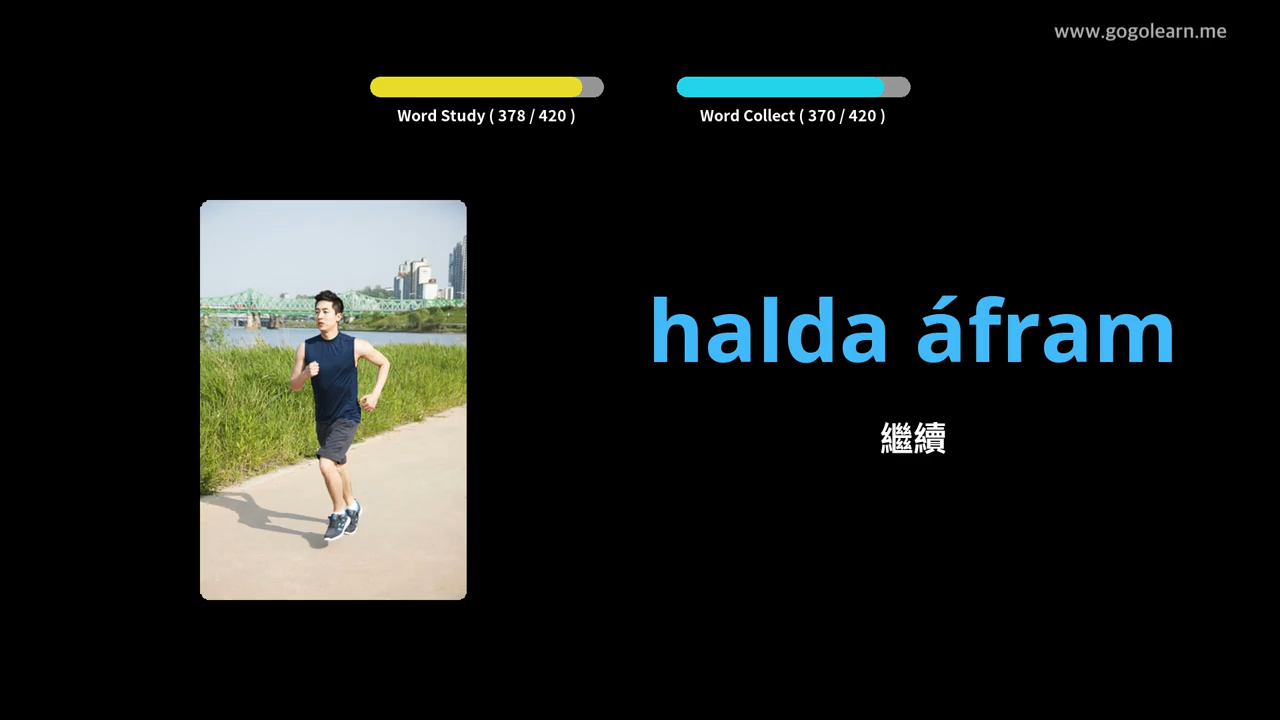 www.gogolearn.me
Word Study ( 378 / 420 )
Word Collect ( 370 / 420 )
halda áfram
繼續